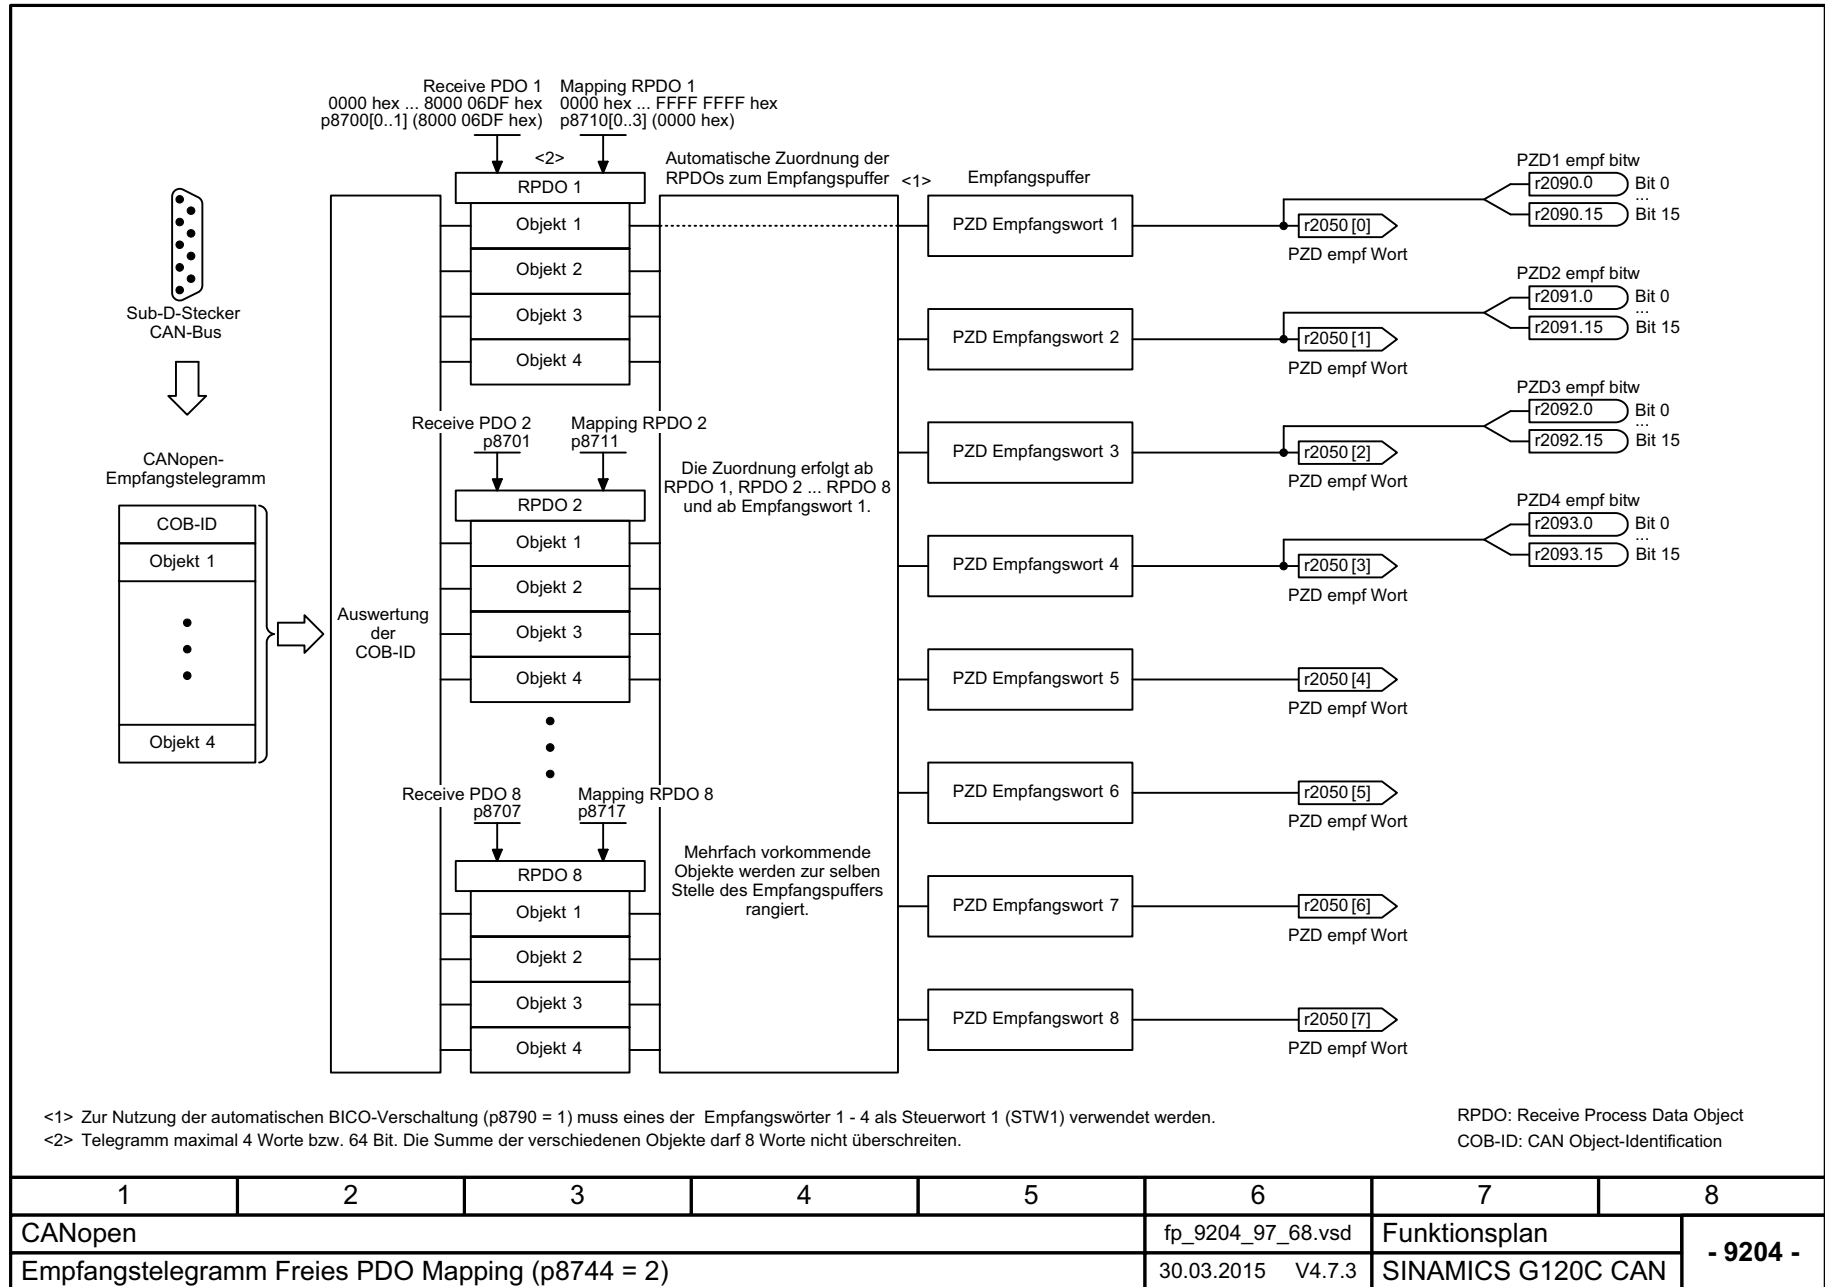 Receive PDO 1
0000 hex ... 8000 06DF hex
p8700[0..1] (8000 06DF hex)
Mapping RPDO 1
0000 hex ... FFFF FFFF hex
p8710[0..3] (0000 hex)
<2>
RPDO 1
Objekt 1
Objekt 2
Objekt 3
Objekt 4
Automatische Zuordnung der
RPDOs zum Empfangspuffer
<1>
Empfangspuffer
Sub-D-Stecker
CAN-Bus
CANopen-
Empfangstelegramm
COB-ID
Objekt 1
Objekt 4
Auswertung
der
COB-ID
Receive PDO 2
p8701
Mapping RPDO 2
p8711
RPDO 2
Objekt 1
Objekt 2
Objekt 3
Objekt 4
Receive PDO 8
p8707
Mapping RPDO 8
p8717
RPDO 8
Objekt 1
Objekt 2
Objekt 3
Objekt 4
Die Zuordnung erfolgt ab
RPDO 1, RPDO 2 ... RPDO 8
und ab Empfangswort 1.
Mehrfach vorkommende
Objekte werden zur selben
Stelle des Empfangspuffers
rangiert.
PZD Empfangswort 1
r2050 [0]
PZD empf Wort
PZD1 empf bitw
r2090.0 Bit 0
...
r2090.15 Bit 15
PZD Empfangswort 2
r2050 [1]
PZD empf Wort
PZD2 empf bitw
r2091.0 Bit 0
...
r2091.15 Bit 15
PZD Empfangswort 3
r2050 [2]
PZD empf Wort
PZD3 empf bitw
r2092.0 Bit 0
...
r2092.15 Bit 15
PZD Empfangswort 4
r2050 [3]
PZD empf Wort
PZD4 empf bitw
r2093.0 Bit 0
...
r2093.15 Bit 15
PZD Empfangswort 5
r2050 [4]
PZD empf Wort
PZD Empfangswort 6
r2050 [5]
PZD empf Wort
PZD Empfangswort 7
r2050 [6]
PZD empf Wort
PZD Empfangswort 8
r2050 [7]
PZD empf Wort
<1> Zur Nutzung der automatischen BICO-Verschaltung (p8790 = 1) muss eines der Empfangswörter 1 - 4 als Steuerwort 1 (STW1) verwendet werden.
<2> Telegramm maximal 4 Worte bzw. 64 Bit. Die Summe der verschiedenen Objekte darf 8 Worte nicht überschreiten.
RPDO: Receive Process Data Object
COB-ID: CAN Object-Identification
1 2 3 4 5 6 7 8
CANopen
fp_9204_97_68.vsd
Funktionsplan
- 9204 -
Empfangstelegramm Freies PDO Mapping (p8744 = 2)
30.03.2015 V4.7.3
SINAMICS G120C CAN